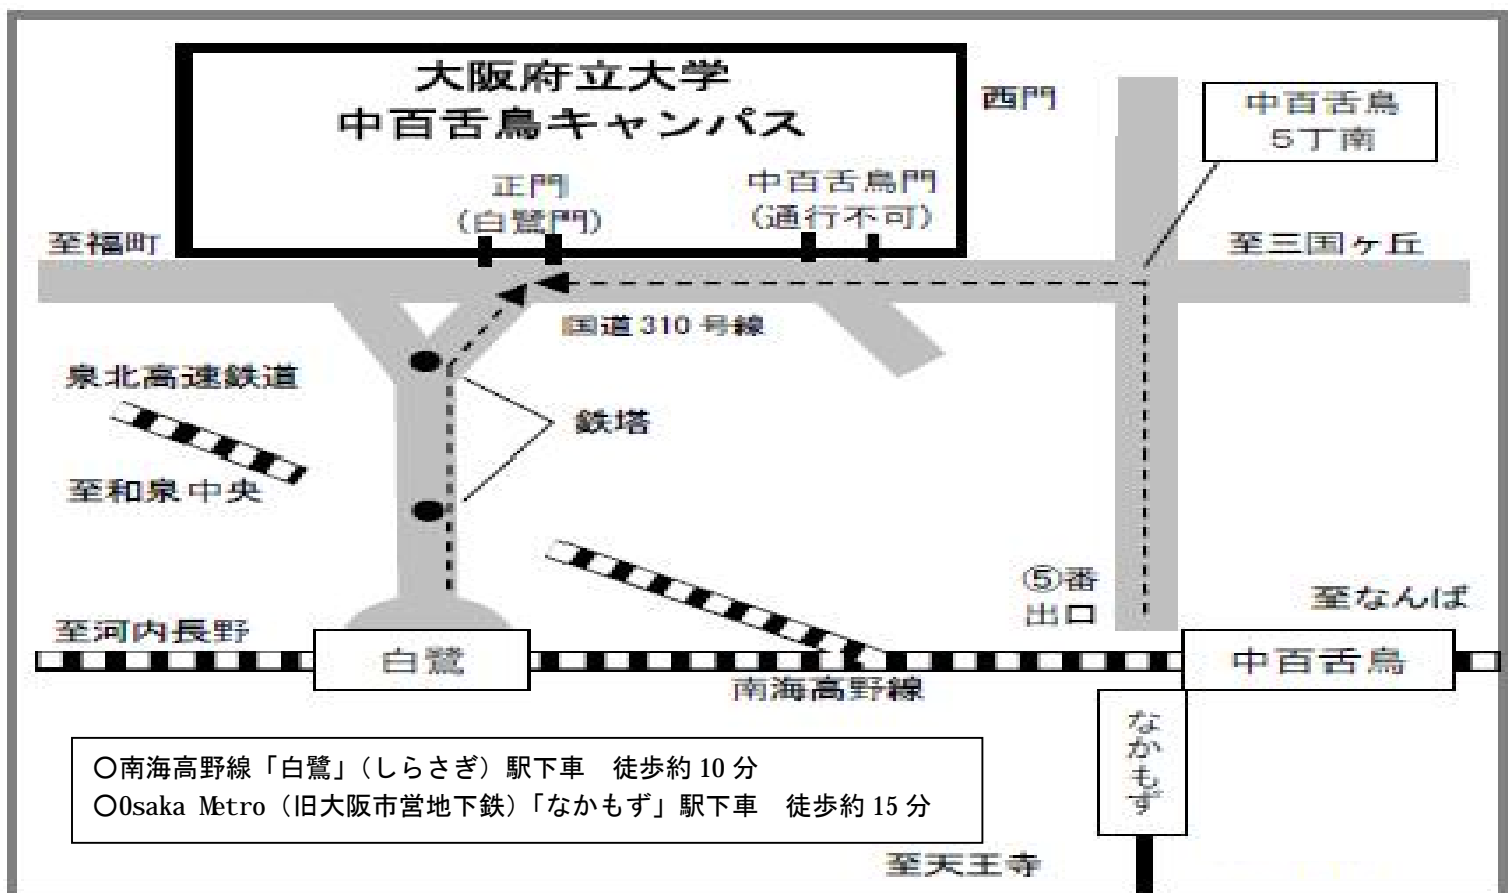 大阪府立大学
中百舌鳥キャンパス
西門
中百舌鳥
5丁南
正門
(白鷺門)
中百舌鳥門
(通行不可)
至福町
至三国ヶ丘
国道310号線
泉北高速鉄道
鉄塔
至和泉中央
⑤番
出口
至なんば
至河内長野
白鷺
中百舌鳥
南海高野線
なかもず
○南海高野線「白鷺」(しらさぎ)駅下車 徒歩約10分
○Osaka Metro(旧大阪市営地下鉄)「なかもず」駅下車 徒歩約15分
至天王寺